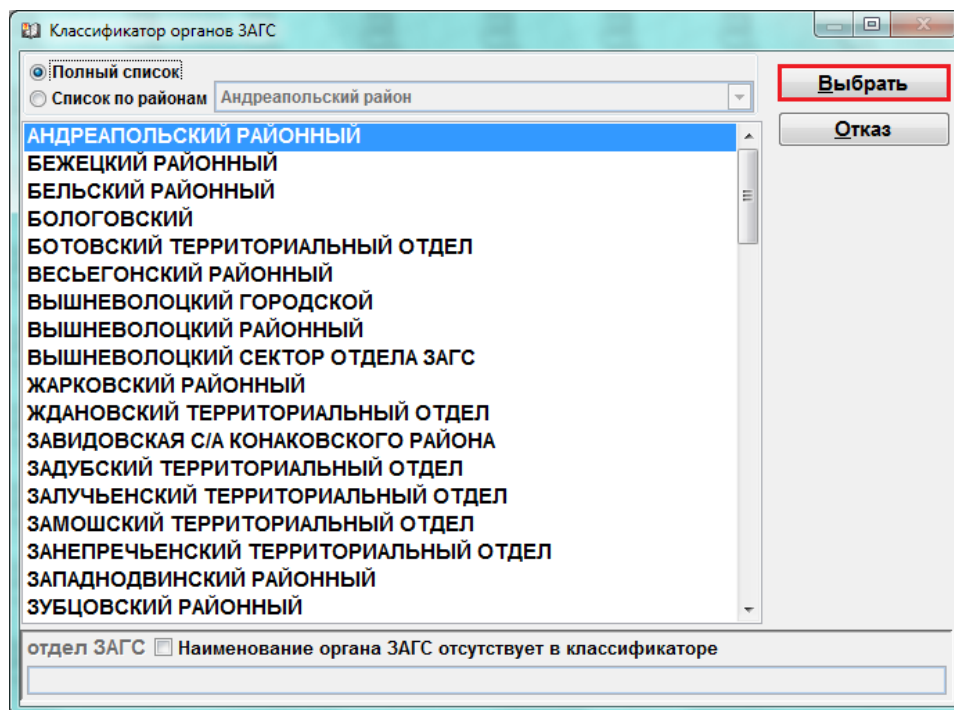 Классификатор органов ЗАГС
Полный список
Список по районам Андреапольский район
Выбрать
Отказ
АНДРЕАПОЛЬСКИЙ РАЙОННЫЙ
БЕЖЕЦКИЙ РАЙОННЫЙ
БЕЛЬСКИЙ РАЙОННЫЙ
БОЛОГОВСКИЙ
БОТОВСКИЙ ТЕРРИТОРИАЛЬНЫЙ ОТДЕЛ
ВЕСЬЕГОНСКИЙ РАЙОННЫЙ
ВЫШНЕВОЛОЦКИЙ ГОРОДСКОЙ
ВЫШНЕВОЛОЦКИЙ РАЙОННЫЙ
ВЫШНЕВОЛОЦКИЙ СЕКТОР ОТДЕЛА ЗАГС
ЖАРКОВСКИЙ РАЙОННЫЙ
ЖДАНОВСКИЙ ТЕРРИТОРИАЛЬНЫЙ ОТДЕЛ
ЗАВИДОВСКАЯ С/А КОНАКОВСКОГО РАЙОНА
ЗАДУБСКИЙ ТЕРРИТОРИАЛЬНЫЙ ОТДЕЛ
ЗАЛУЧЬЕНСКИЙ ТЕРРИТОРИАЛЬНЫЙ ОТДЕЛ
ЗАМОШСКИЙ ТЕРРИТОРИАЛЬНЫЙ ОТДЕЛ
ЗАНЕПРЕЧЬЕНСКИЙ ТЕРРИТОРИАЛЬНЫЙ ОТДЕЛ
ЗАПАДНОДВИНСКИЙ РАЙОННЫЙ
ЗУБЦОВСКИЙ РАЙОННЫЙ
отдел ЗАГС Наименование органа ЗАГС отсутствует в классификаторе